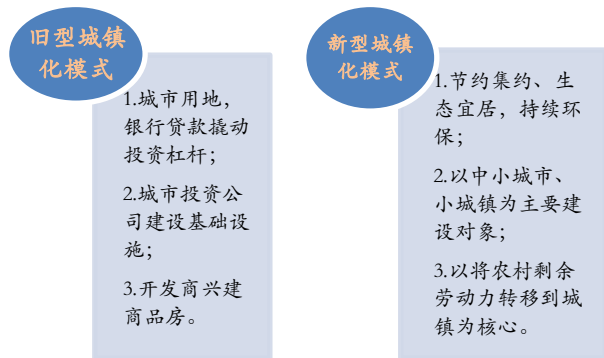 旧型城镇
化模式
1.城市用地，
银行贷款撬动
投资杠杆；
2.城市投资公
司建设基础设
施；
3.开发商兴建
商品房。
新型城镇
化模式
1.节约集约、生
态宜居，持续环
保；
2.以中小城市、
小城镇为主要建
设对象；
3.以将农村剩余
劳动力转移到城
镇为核心。